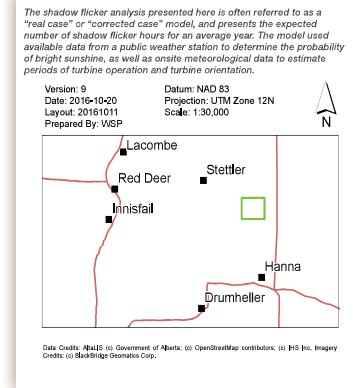 The shadow flicker analysis presented here is often referred to as a
“real case” or “corrected case” model, and presents the expected
number of shadow flicker hours for an average year. The model used
available data from a public weather station to determine the probability
of bright sunshine, as well as onsite meteorological data to estimate
periods of turbine operation and turbine orientation.
Version: 9 Datum: NAD 83
Date: 2016-10-20 Projection: UTM Zone 12N
Layout: 20161011 Scale: 1:30,000
Prepared By: WSP
N
Lacombe
Red Deer
Stettler
Innisfail
Hanna
Drumheller
Data Credits: AltaLIS (c) Government of Alberta; (c) OpenStreetMap contributors; (c) IHS Inc, Imagery
Credits: (c) BlackBridge Geomatics Corp.